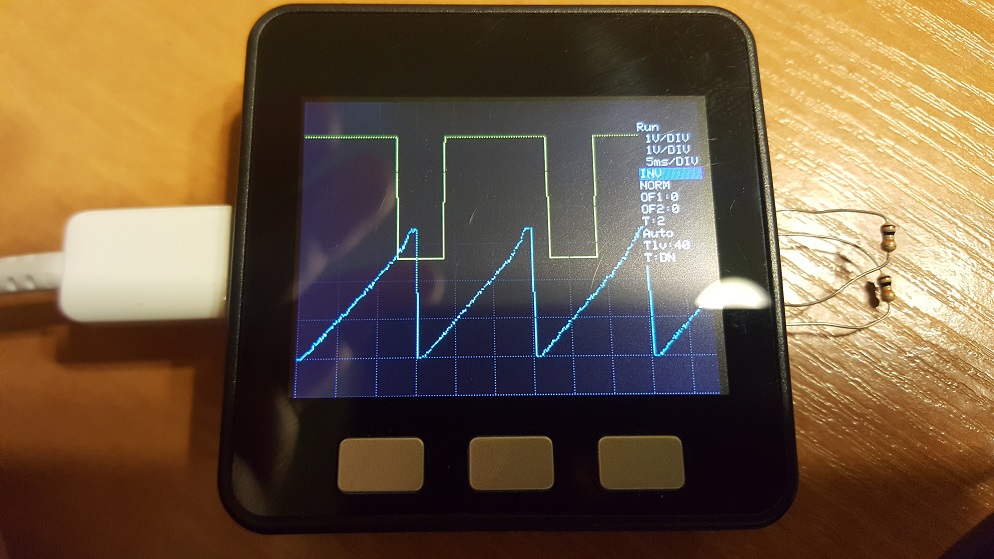 Run
1V/DIV
1V/DIV
5ms/DIV
INV
NORM
OF1:0
OF2:0
T:2
Auto
Tlv:40
T:DN